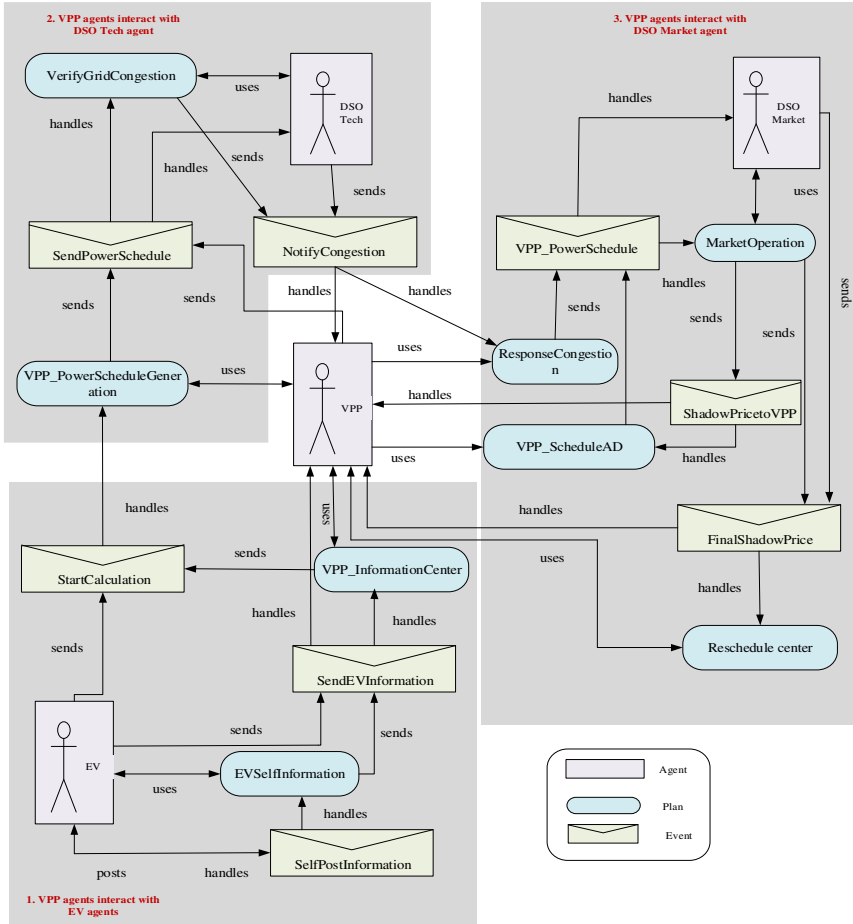 2. VPP agents interact with
DSO Tech agent
3. VPP agents interact with
DSO Market agent
VerifyGridCongestion
uses
DSO
Tech
handles
handles
sends
sends
SendPowerSchedule
NotifyCongestion
sends
sends
handles
handles
VPP_PowerScheduleGener
ation
uses
VPP
uses
uses
handles
DSO
Market
uses
VPP_PowerSchedule
handles
MarketOperation
sends
sends
sends
ResponseCongestio
n
handles
ShadowPricetoVPP
VPP_ScheduleAD
handles
handles
FinalShadowPrice
uses
handles
Reschedule center
handles
StartCalculation
sends
uses
VPP_InformationCenter
handles
handles
sends
SendEVInformation
sends
sends
EV
uses
EVSelfInformation
handles
posts
handles
SelfPostInformation
1. VPP agents interact with
EV agents
Agent
Plan
Event